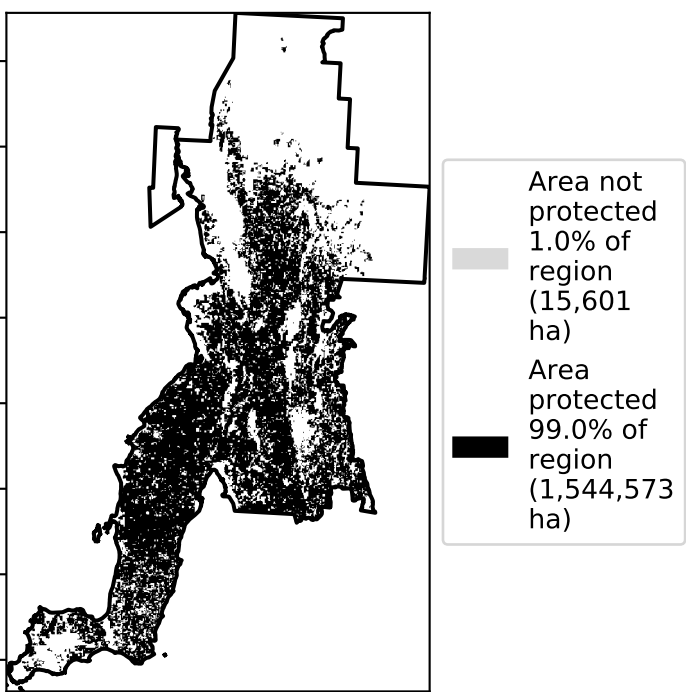 Area not
protected
1.0% of
region
(15,601
ha)
Area
protected
99.0% of
region
(1,544,573
ha)